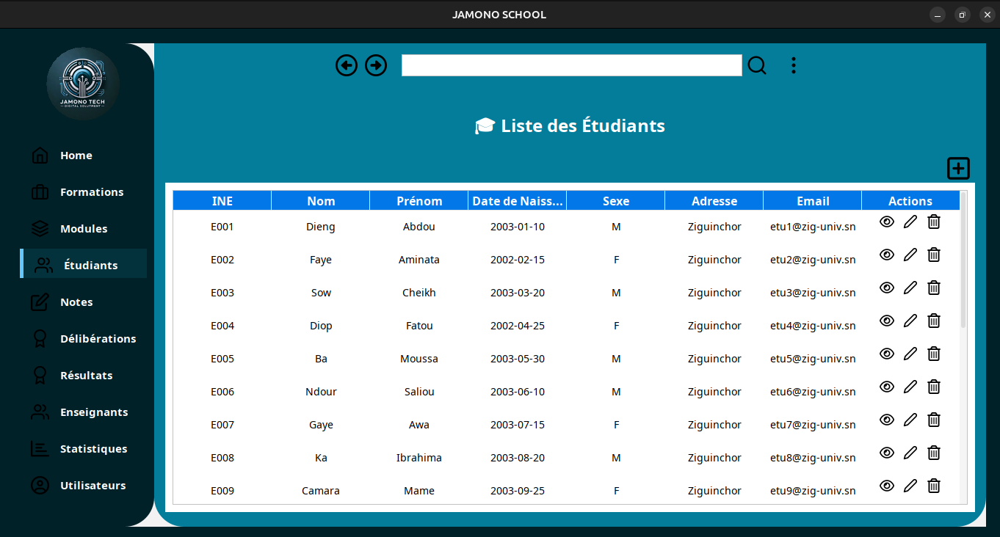 JAMONO SCHOOL
JAMONO TECH
Home
Formations
Modules
Étudiants
Notes
Délibérations
Résultats
Enseignants
Statistiques
Utilisateurs
Liste des Étudiants
INE Nom Prénom Date de Naiss... Sexe Adresse Email Actions
E001 Dieng Abdou 2003-01-10 M Ziguinchor etu1@zig-univ.sn
E002 Faye Aminata 2002-02-15 F Ziguinchor etu2@zig-univ.sn
E003 Sow Cheikh 2003-03-20 M Ziguinchor etu3@zig-univ.sn
E004 Diop Fatou 2002-04-25 F Ziguinchor etu4@zig-univ.sn
E005 Ba Moussa 2003-05-30 M Ziguinchor etu5@zig-univ.sn
E006 Ndour Saliou 2003-06-10 M Ziguinchor etu6@zig-univ.sn
E007 Gaye Awa 2003-07-15 F Ziguinchor etu7@zig-univ.sn
E008 Ka Ibrahima 2003-08-20 M Ziguinchor etu8@zig-univ.sn
E009 Camara Mame 2003-09-25 F Ziguinchor etu9@zig-univ.sn